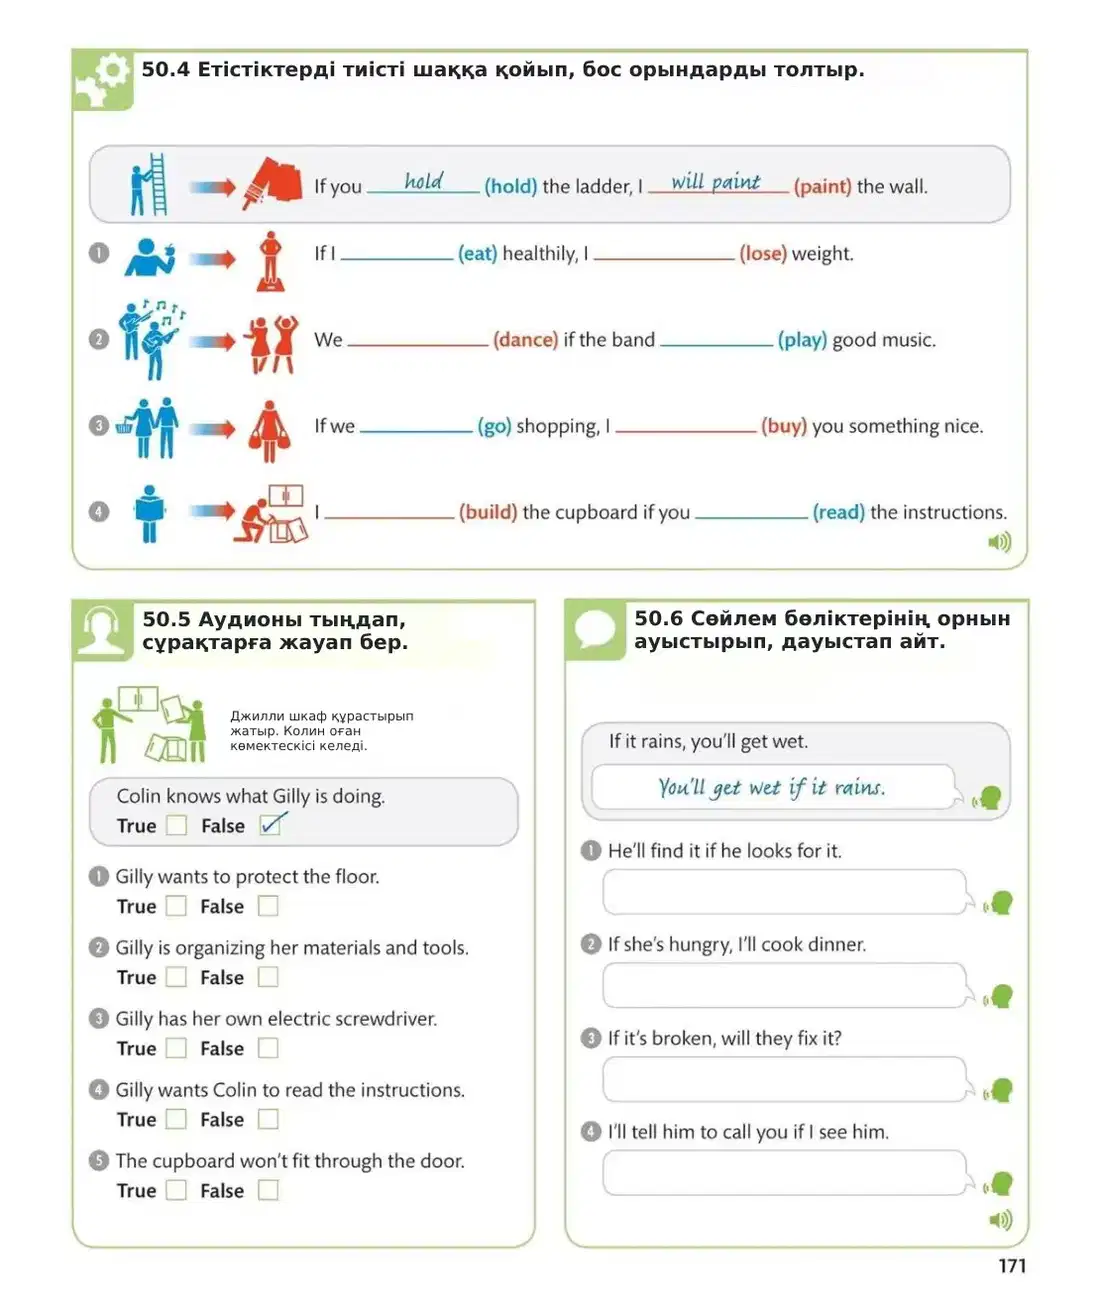 50.4 Етістіктерді тиісті шаққа қойып, бос орындарды толтыр.
If you hold (hold) the ladder, I will paint (paint) the wall.
1 If I ____________ (eat) healthily, I ____________ (lose) weight.
2 We ____________ (dance) if the band ____________ (play) good music.
3 If we ____________ (go) shopping, I ____________ (buy) you something nice.
4 I ____________ (build) the cupboard if you ____________ (read) the instructions.
50.5 Аудионы тыңдап,
сұрақтарға жауап бер.
Джилли шкаф құрастырып
жатыр. Колин оған
көмектескісі келеді.
Colin knows what Gilly is doing.
True False
1 Gilly wants to protect the floor.
True False
2 Gilly is organizing her materials and tools.
True False
3 Gilly has her own electric screwdriver.
True False
4 Gilly wants Colin to read the instructions.
True False
5 The cupboard won't fit through the door.
True False
50.6 Сөйлем бөліктерінің орнын
ауыстырып, дауыстап айт.
If it rains, you'll get wet.
You'll get wet if it rains.
1 He'll find it if he looks for it.
2 If she's hungry, I'll cook dinner.
3 If it's broken, will they fix it?
4 I'll tell him to call you if I see him.
171